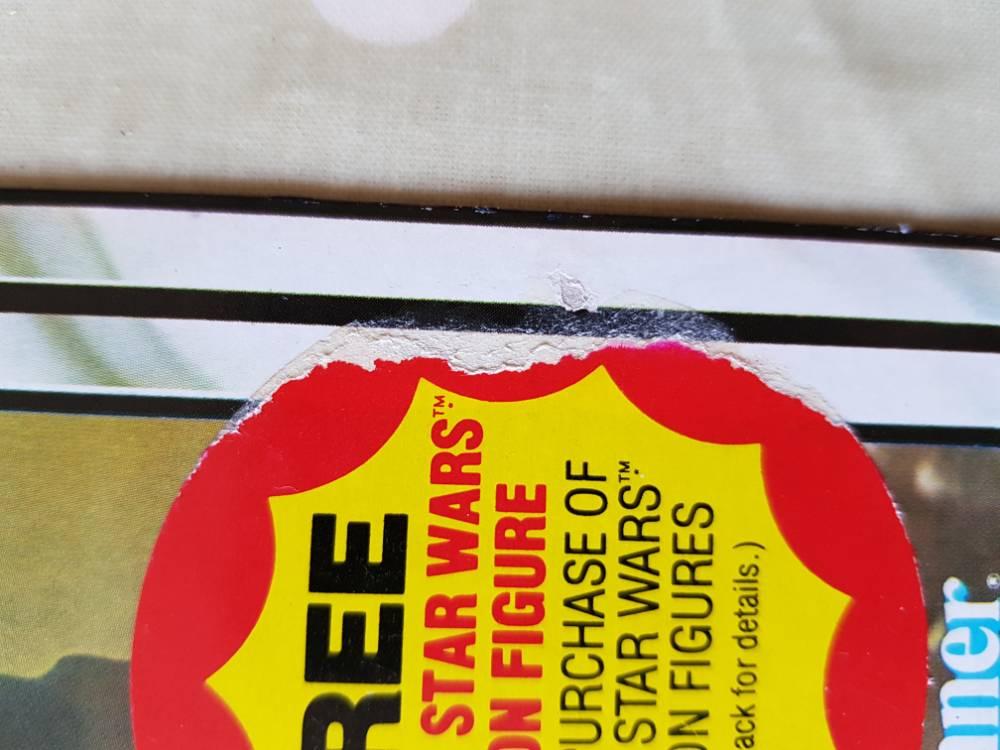 REE
STAR WARS™
ON FIGURE
PURCHASE OF
STAR WARS™
ON FIGURES
ack for details.)
ner